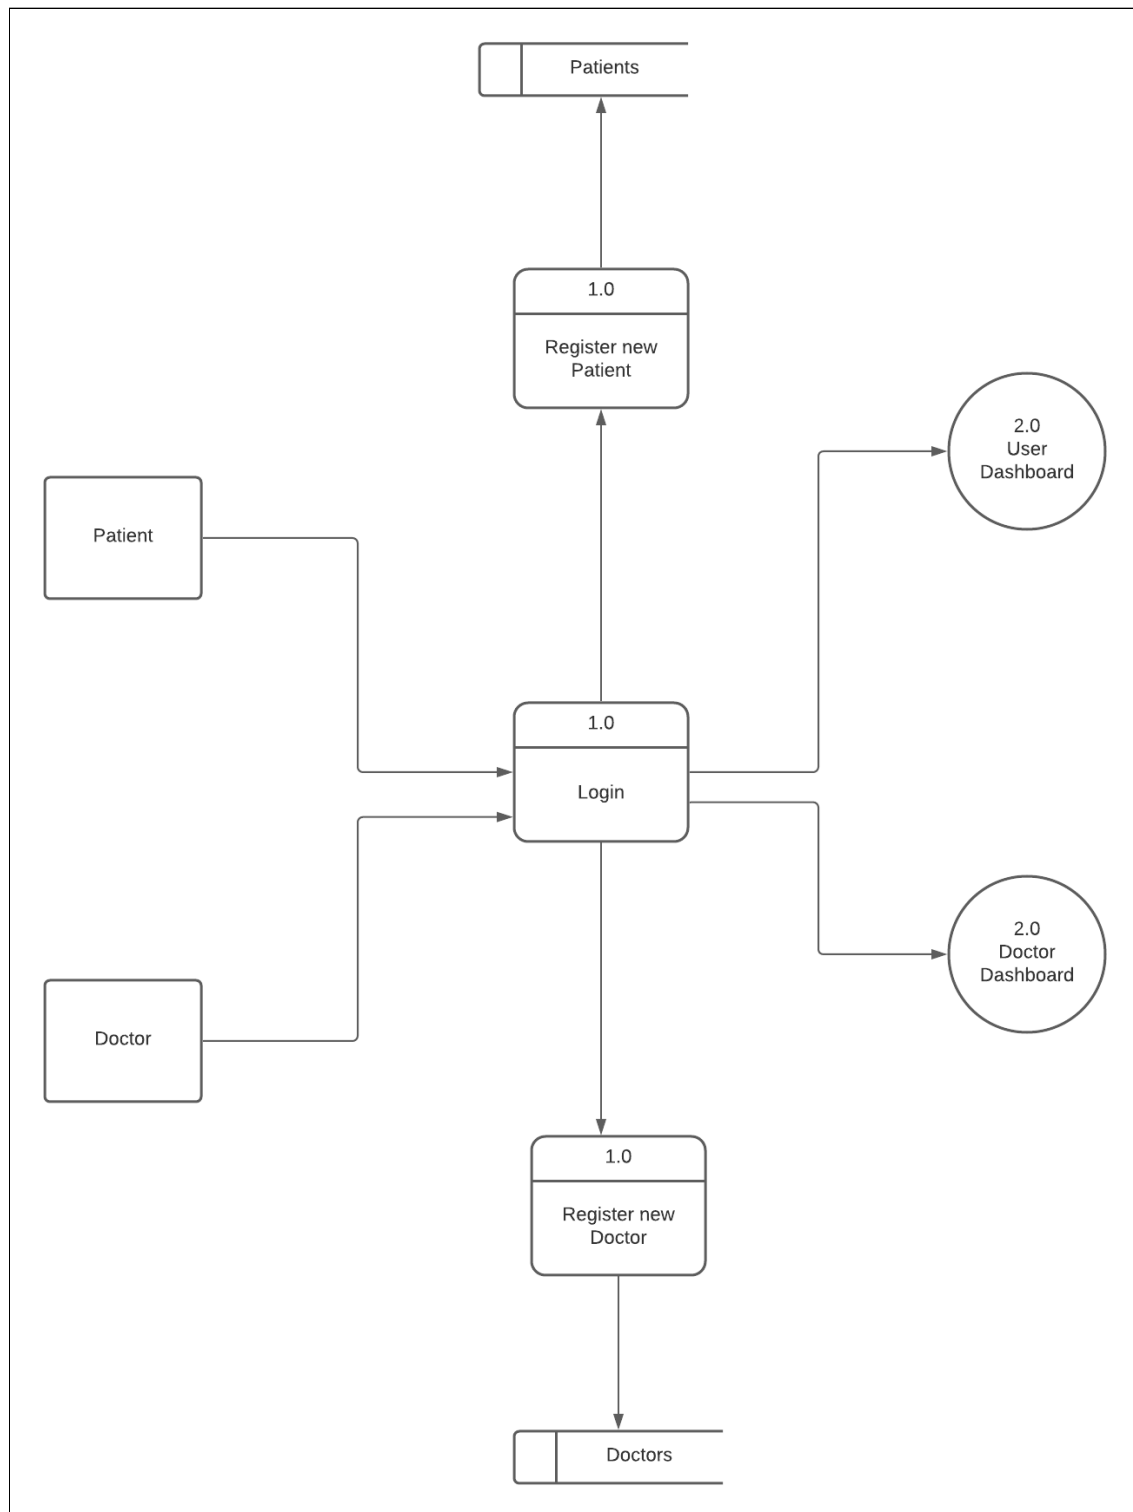 Patients
1.0
Register new
Patient
2.0
User
Dashboard
Patient
1.0
Login
2.0
Doctor
Dashboard
Doctor
1.0
Register new
Doctor
Doctors